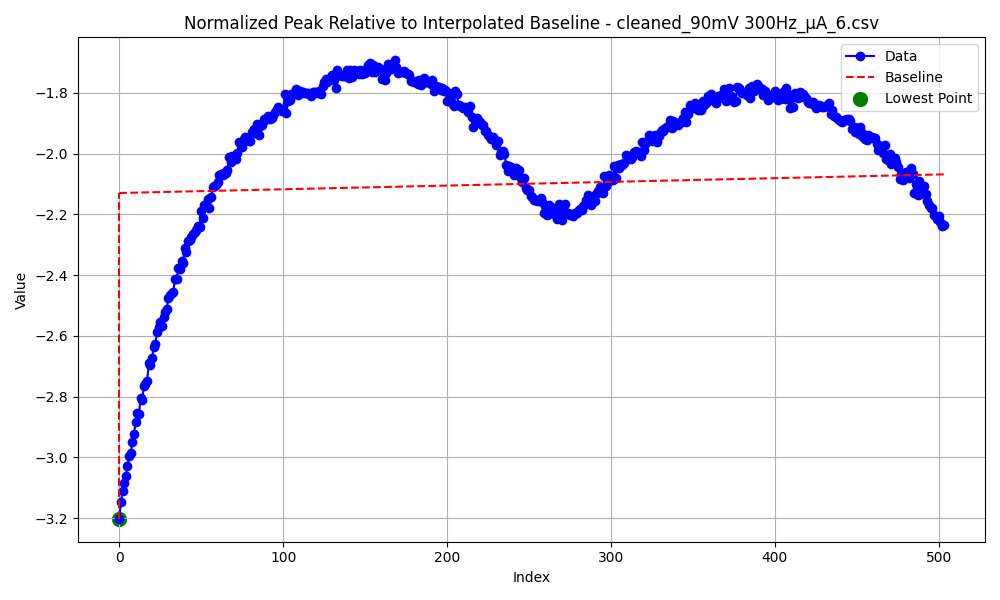 Normalized Peak Relative to Interpolated Baseline - cleaned_90mV 300Hz_μA_6.csv
Data
Baseline
Lowest Point
−1.8
−2.0
−2.2
−2.4
−2.6
−2.8
−3.0
−3.2
Value
0 100 200 300 400 500
Index